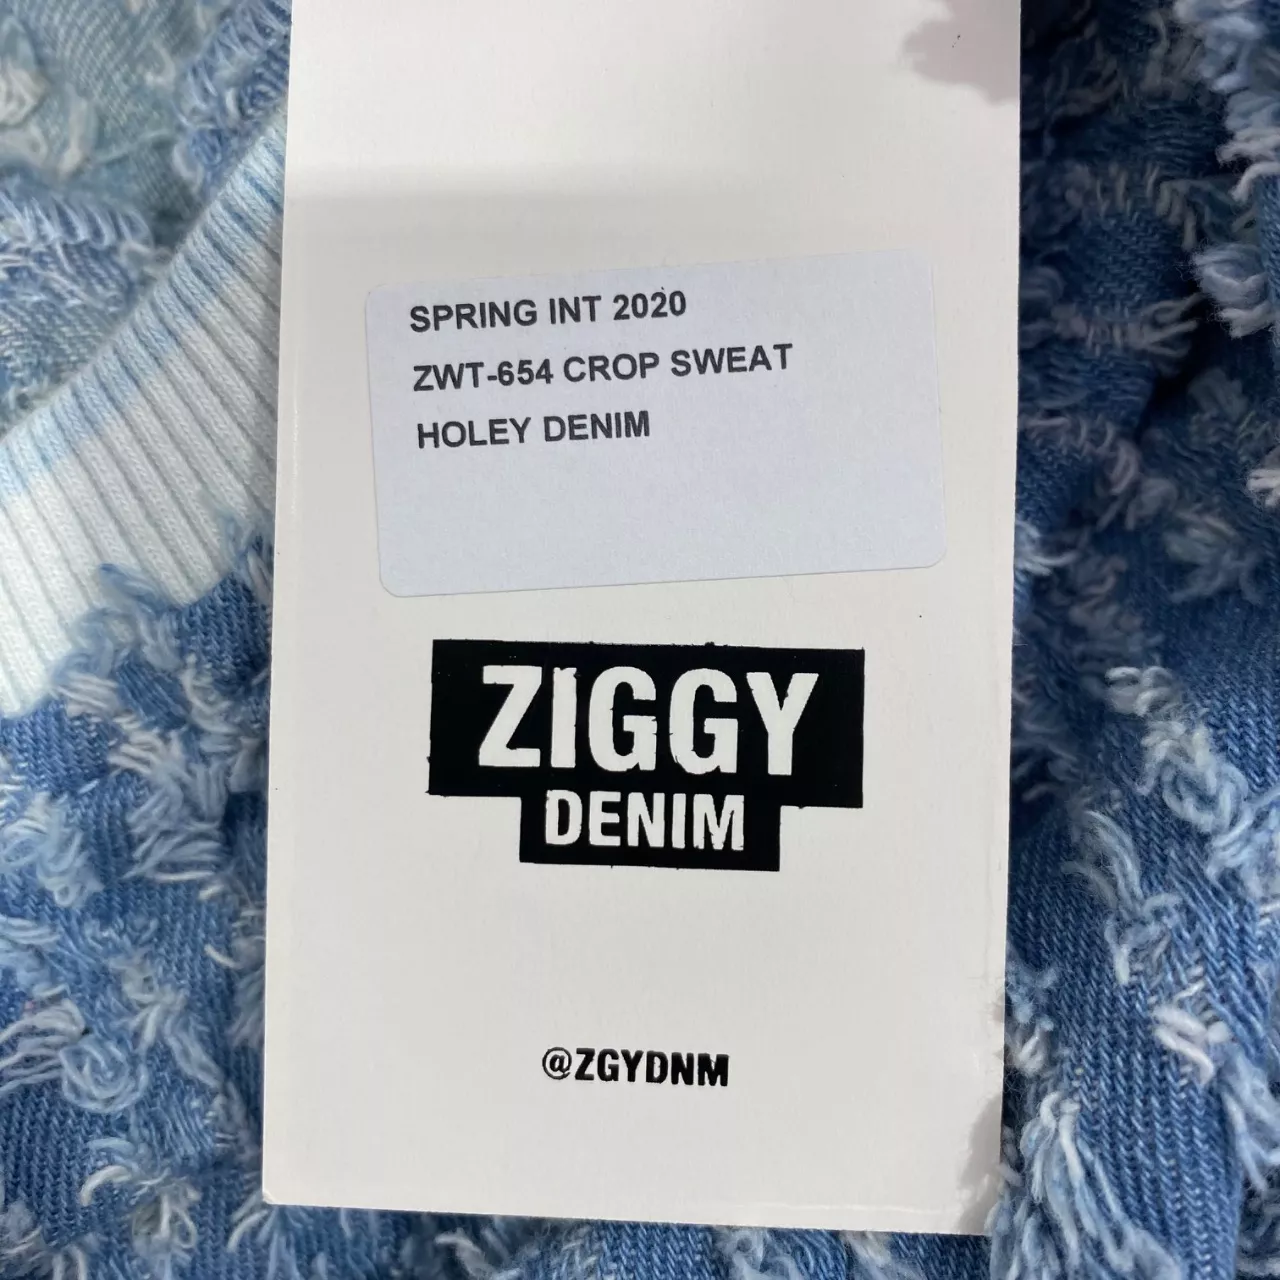 SPRING INT 2020
ZWT-654 CROP SWEAT
HOLEY DENIM
ZIGGY
DENIM
@ZGYDNM